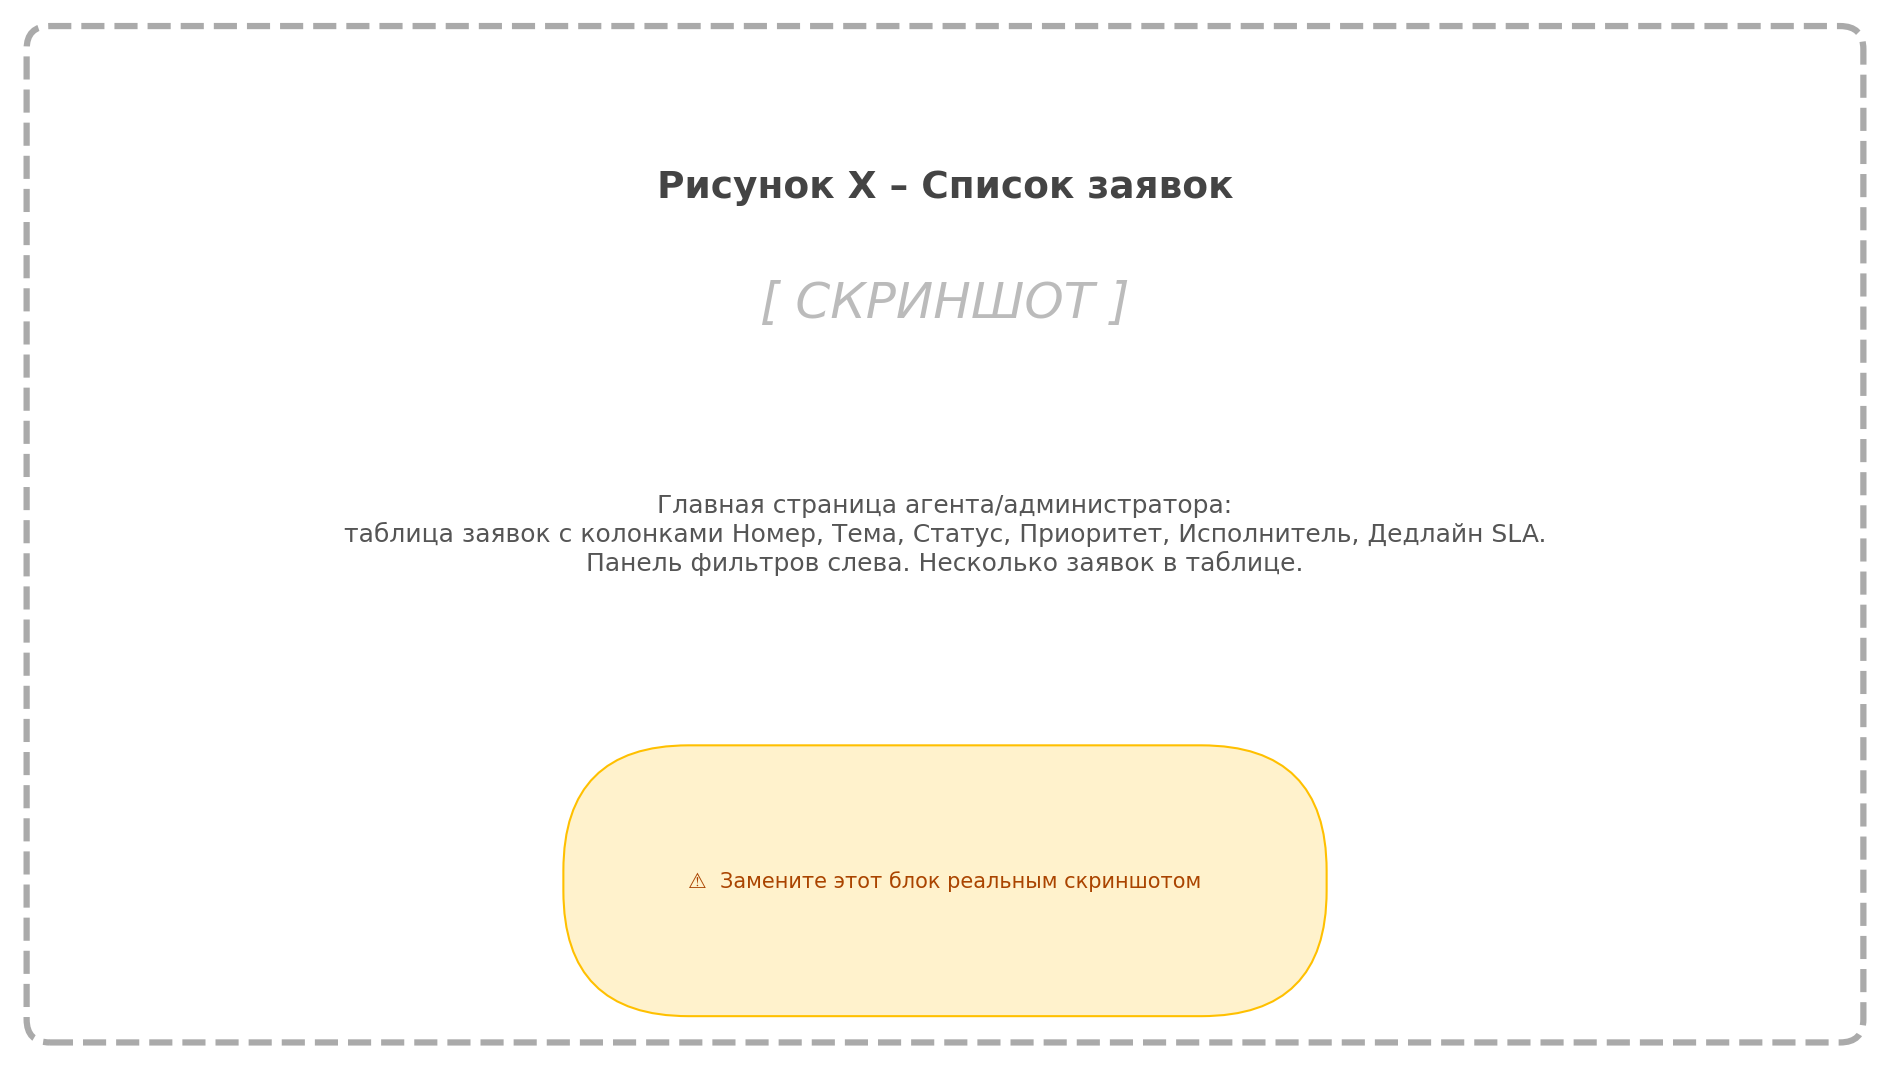 Рисунок X – Список заявок
[ СКРИНШОТ ]
Главная страница агента/администратора:
таблица заявок с колонками Номер, Тема, Статус, Приоритет, Исполнитель, Дедлайн SLA.
Панель фильтров слева. Несколько заявок в таблице.
⚠ Замените этот блок реальным скриншотом